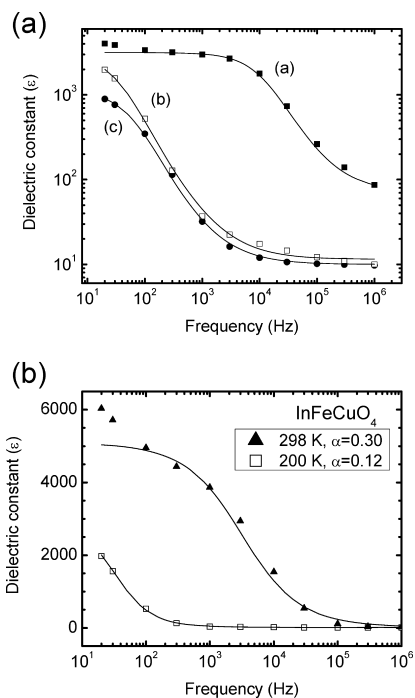 (a)
Dielectric constant (ε)
10³
10²
10¹
(a)
(b)
(c)
10¹ 10² 10³ 10⁴ 10⁵ 10⁶
Frequency (Hz)
(b)
Dielectric constant (ε)
6000
4000
2000
0
InFeCuO₄
298 K, α=0.30
200 K, α=0.12
10¹ 10² 10³ 10⁴ 10⁵ 10⁶
Frequency (Hz)